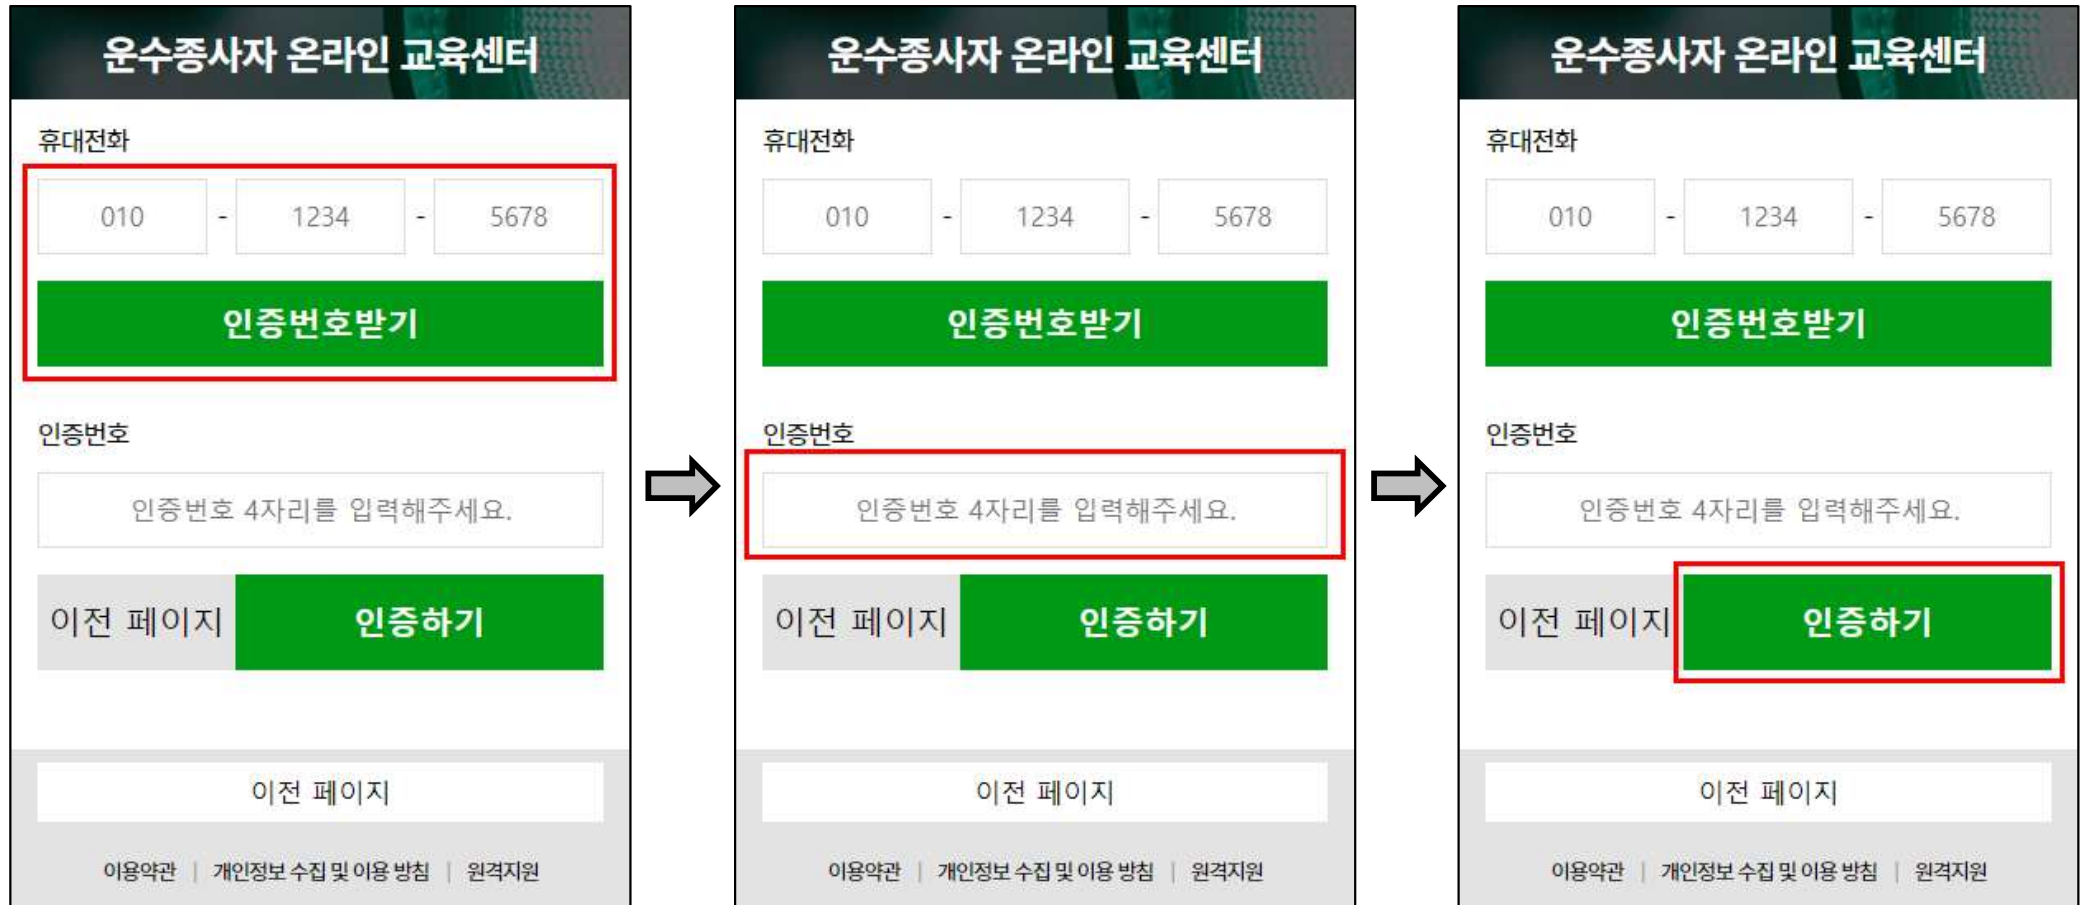 운수종사자 온라인 교육센터
휴대전화
010 - 1234 - 5678
인증번호받기
인증번호
인증번호 4자리를 입력해주세요.
이전 페이지 인증하기
이전 페이지
이용약관 | 개인정보 수집 및 이용 방침 | 원격지원
운수종사자 온라인 교육센터
휴대전화
010 - 1234 - 5678
인증번호받기
인증번호
인증번호 4자리를 입력해주세요.
이전 페이지 인증하기
이전 페이지
이용약관 | 개인정보 수집 및 이용 방침 | 원격지원
운수종사자 온라인 교육센터
휴대전화
010 - 1234 - 5678
인증번호받기
인증번호
인증번호 4자리를 입력해주세요.
이전 페이지 인증하기
이전 페이지
이용약관 | 개인정보 수집 및 이용 방침 | 원격지원